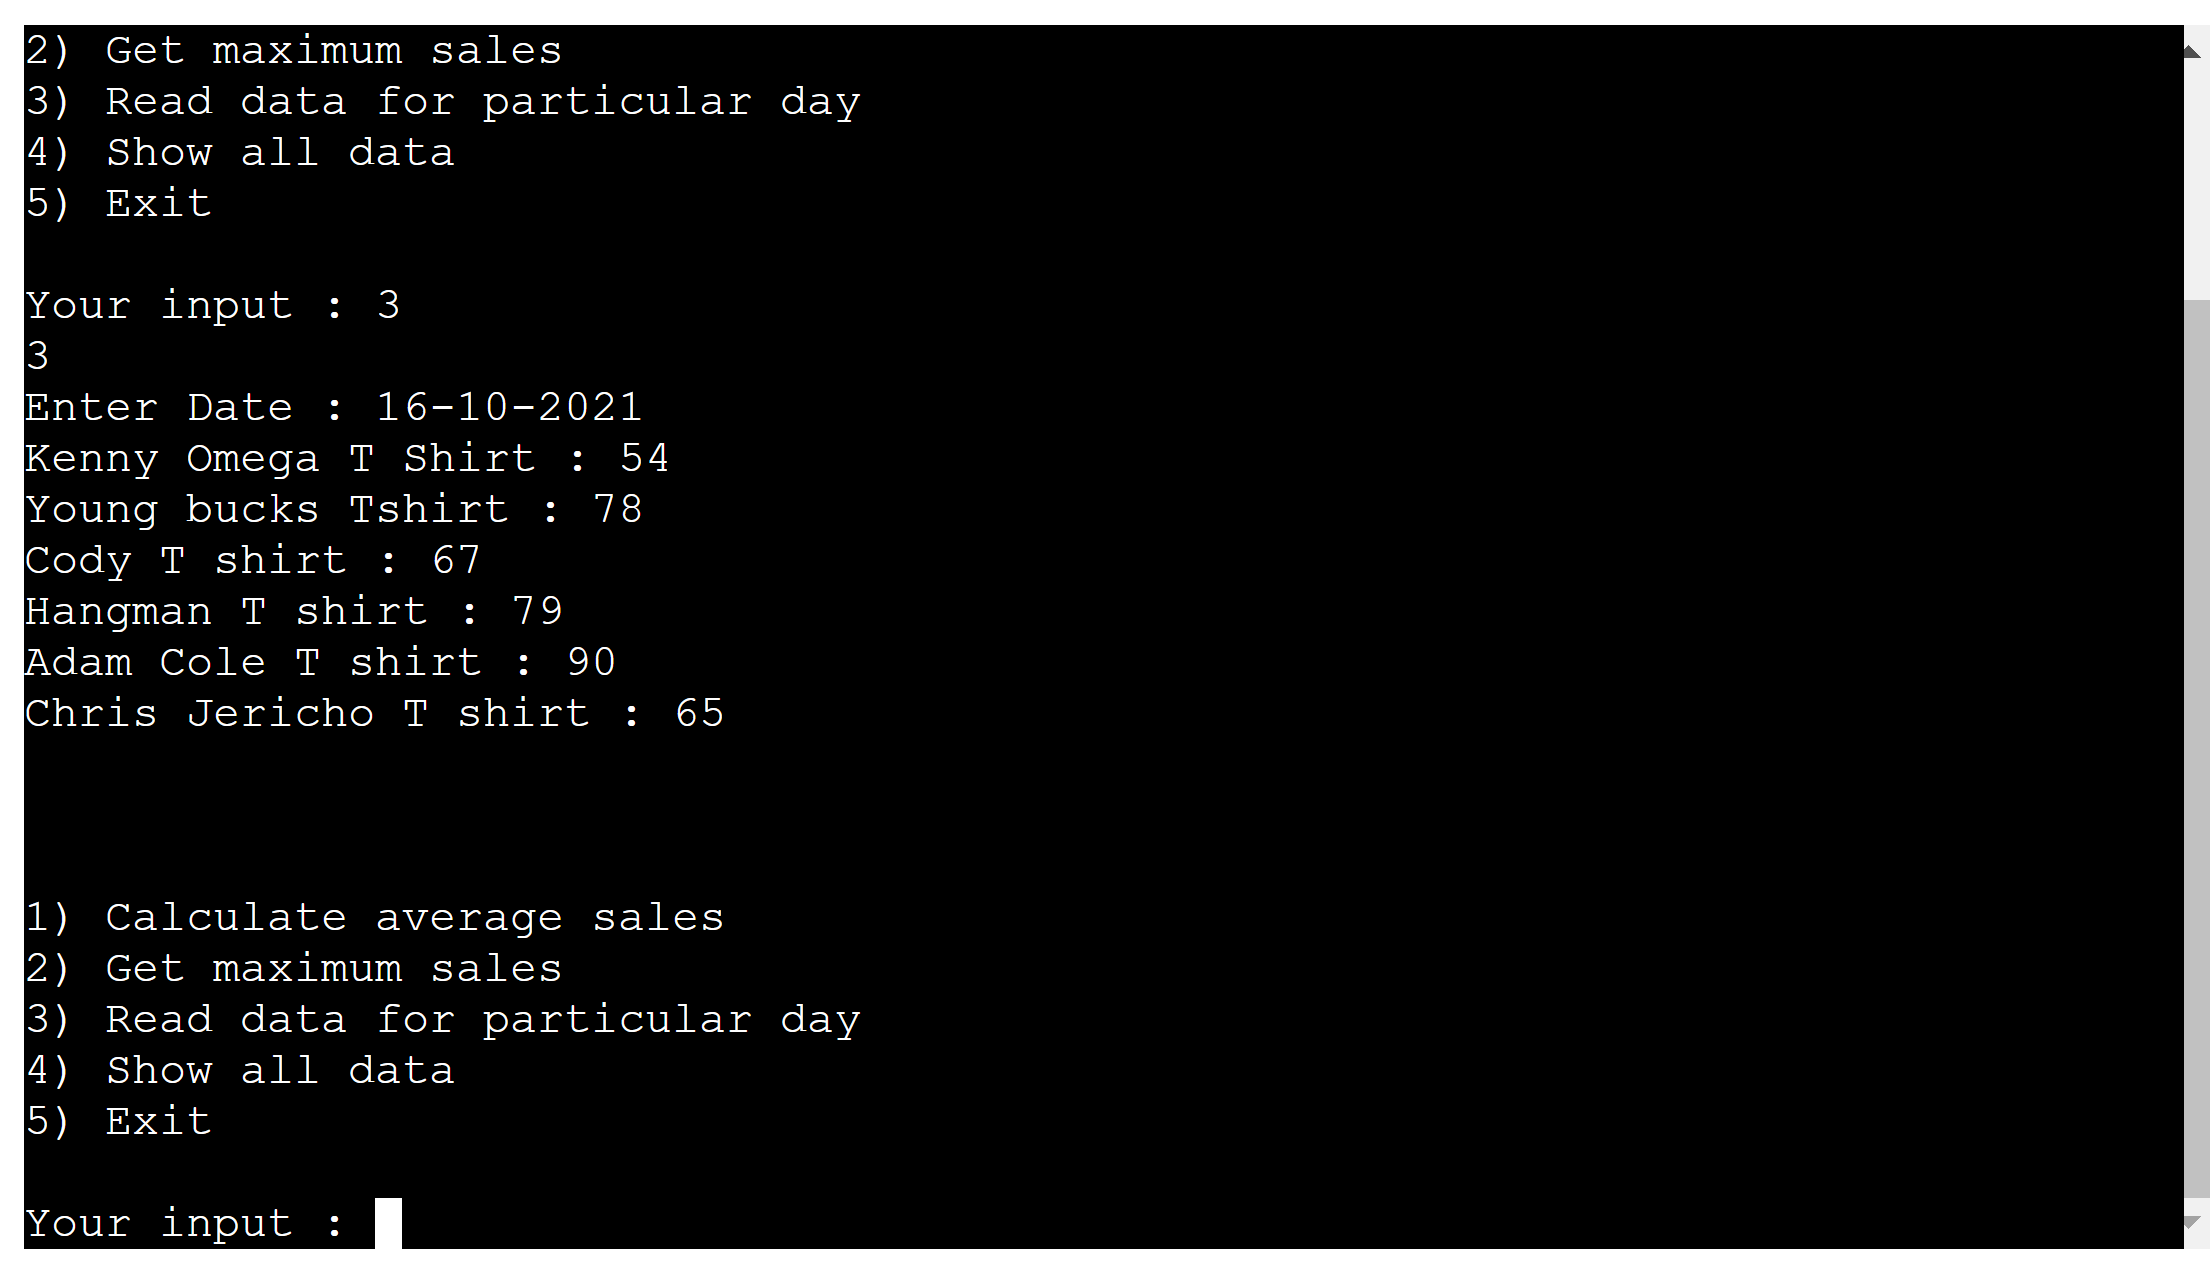 2) Get maximum sales
3) Read data for particular day
4) Show all data
5) Exit
Your input : 3
3
Enter Date : 16-10-2021
Kenny Omega T Shirt : 54
Young bucks Tshirt : 78
Cody T shirt : 67
Hangman T shirt : 79
Adam Cole T shirt : 90
Chris Jericho T shirt : 65
1) Calculate average sales
2) Get maximum sales
3) Read data for particular day
4) Show all data
5) Exit
Your input :